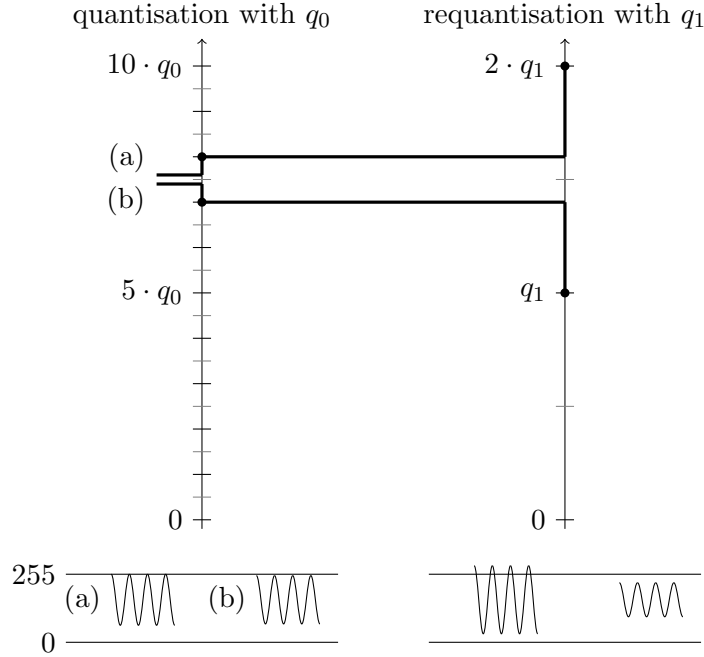 quantisation with q₀ requantisation with q₁
10 · q₀ 2 · q₁
(a)
(b)
5 · q₀ q₁
0 0
255
(a) (b)
0